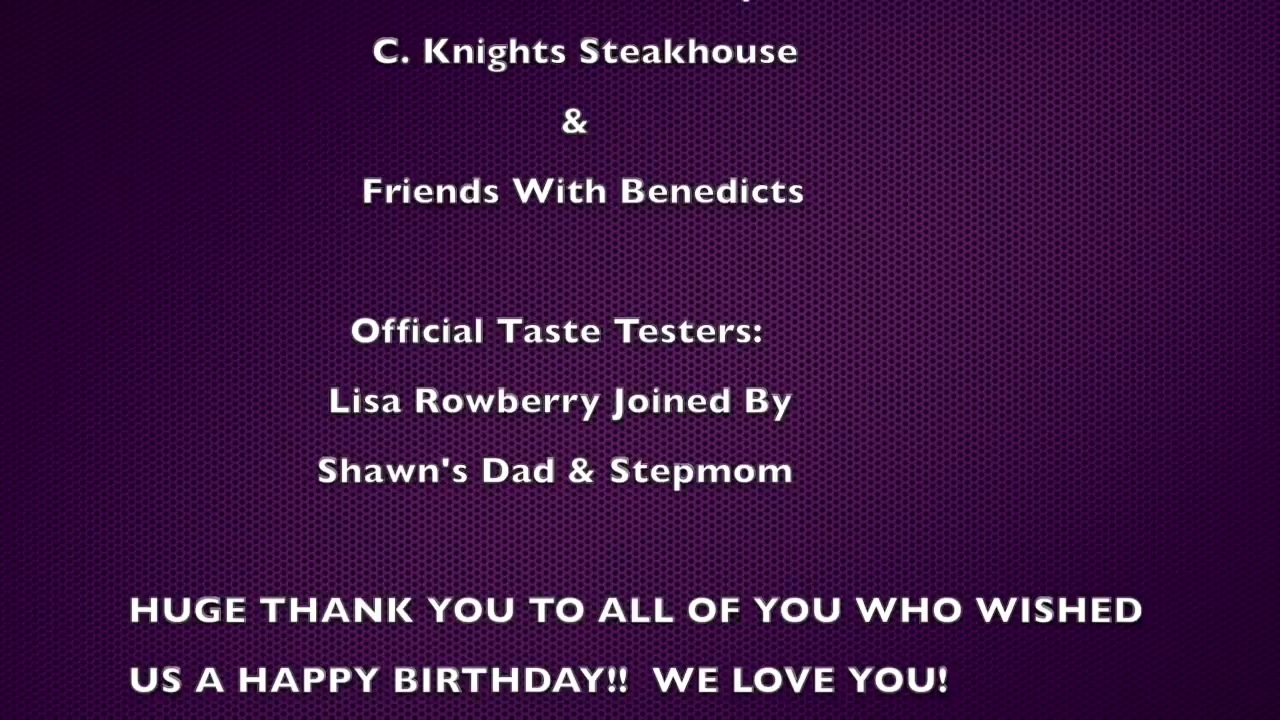 C. Knights Steakhouse
&
Friends With Benedicts
Official Taste Testers:
Lisa Rowberry Joined By
Shawn's Dad & Stepmom
HUGE THANK YOU TO ALL OF YOU WHO WISHED
US A HAPPY BIRTHDAY!!  WE LOVE YOU!